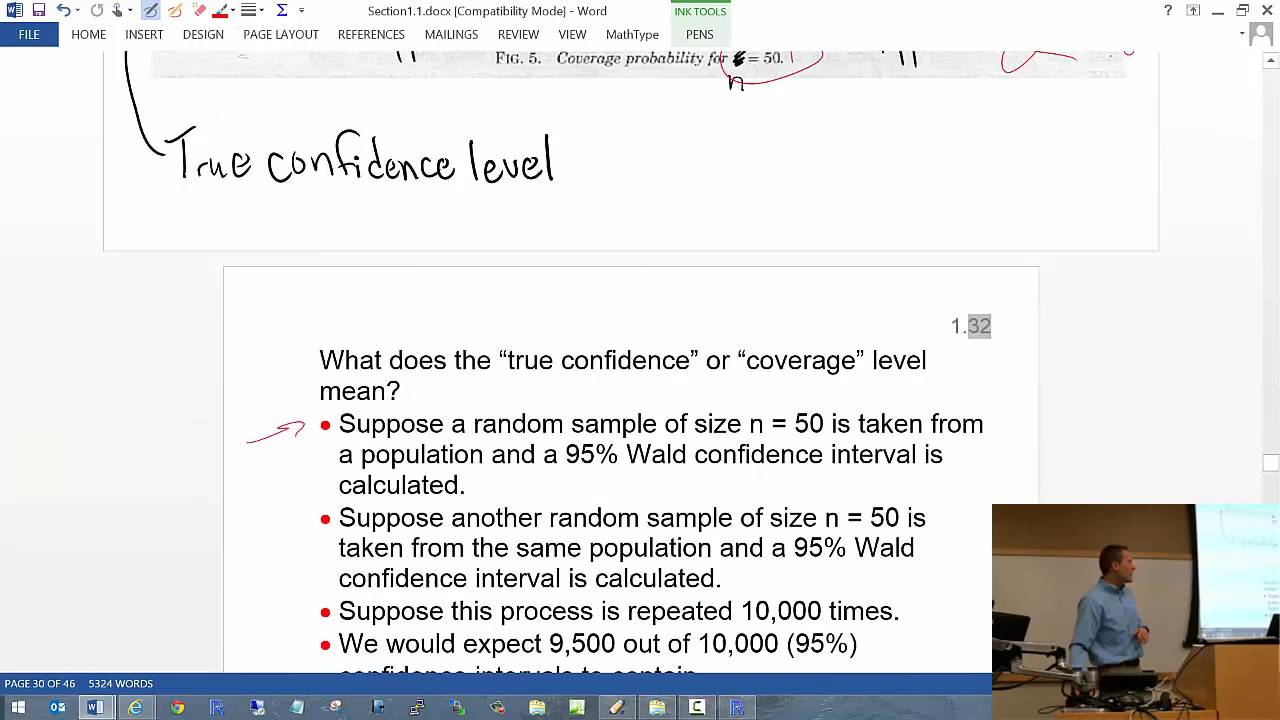 Section1.1.docx [Compatibility Mode] - Word
INK TOOLS
FILE HOME INSERT DESIGN PAGE LAYOUT REFERENCES MAILINGS REVIEW VIEW MathType PENS
FIG. 5. Coverage probability for = 50.
n
True confidence level
1.32
What does the “true confidence” or “coverage” level
mean?
• Suppose a random sample of size n = 50 is taken from
a population and a 95% Wald confidence interval is
calculated.
• Suppose another random sample of size n = 50 is
taken from the same population and a 95% Wald
confidence interval is calculated.
• Suppose this process is repeated 10,000 times.
• We would expect 9,500 out of 10,000 (95%)
confidence intervals to contain
PAGE 30 OF 46 5324 WORDS